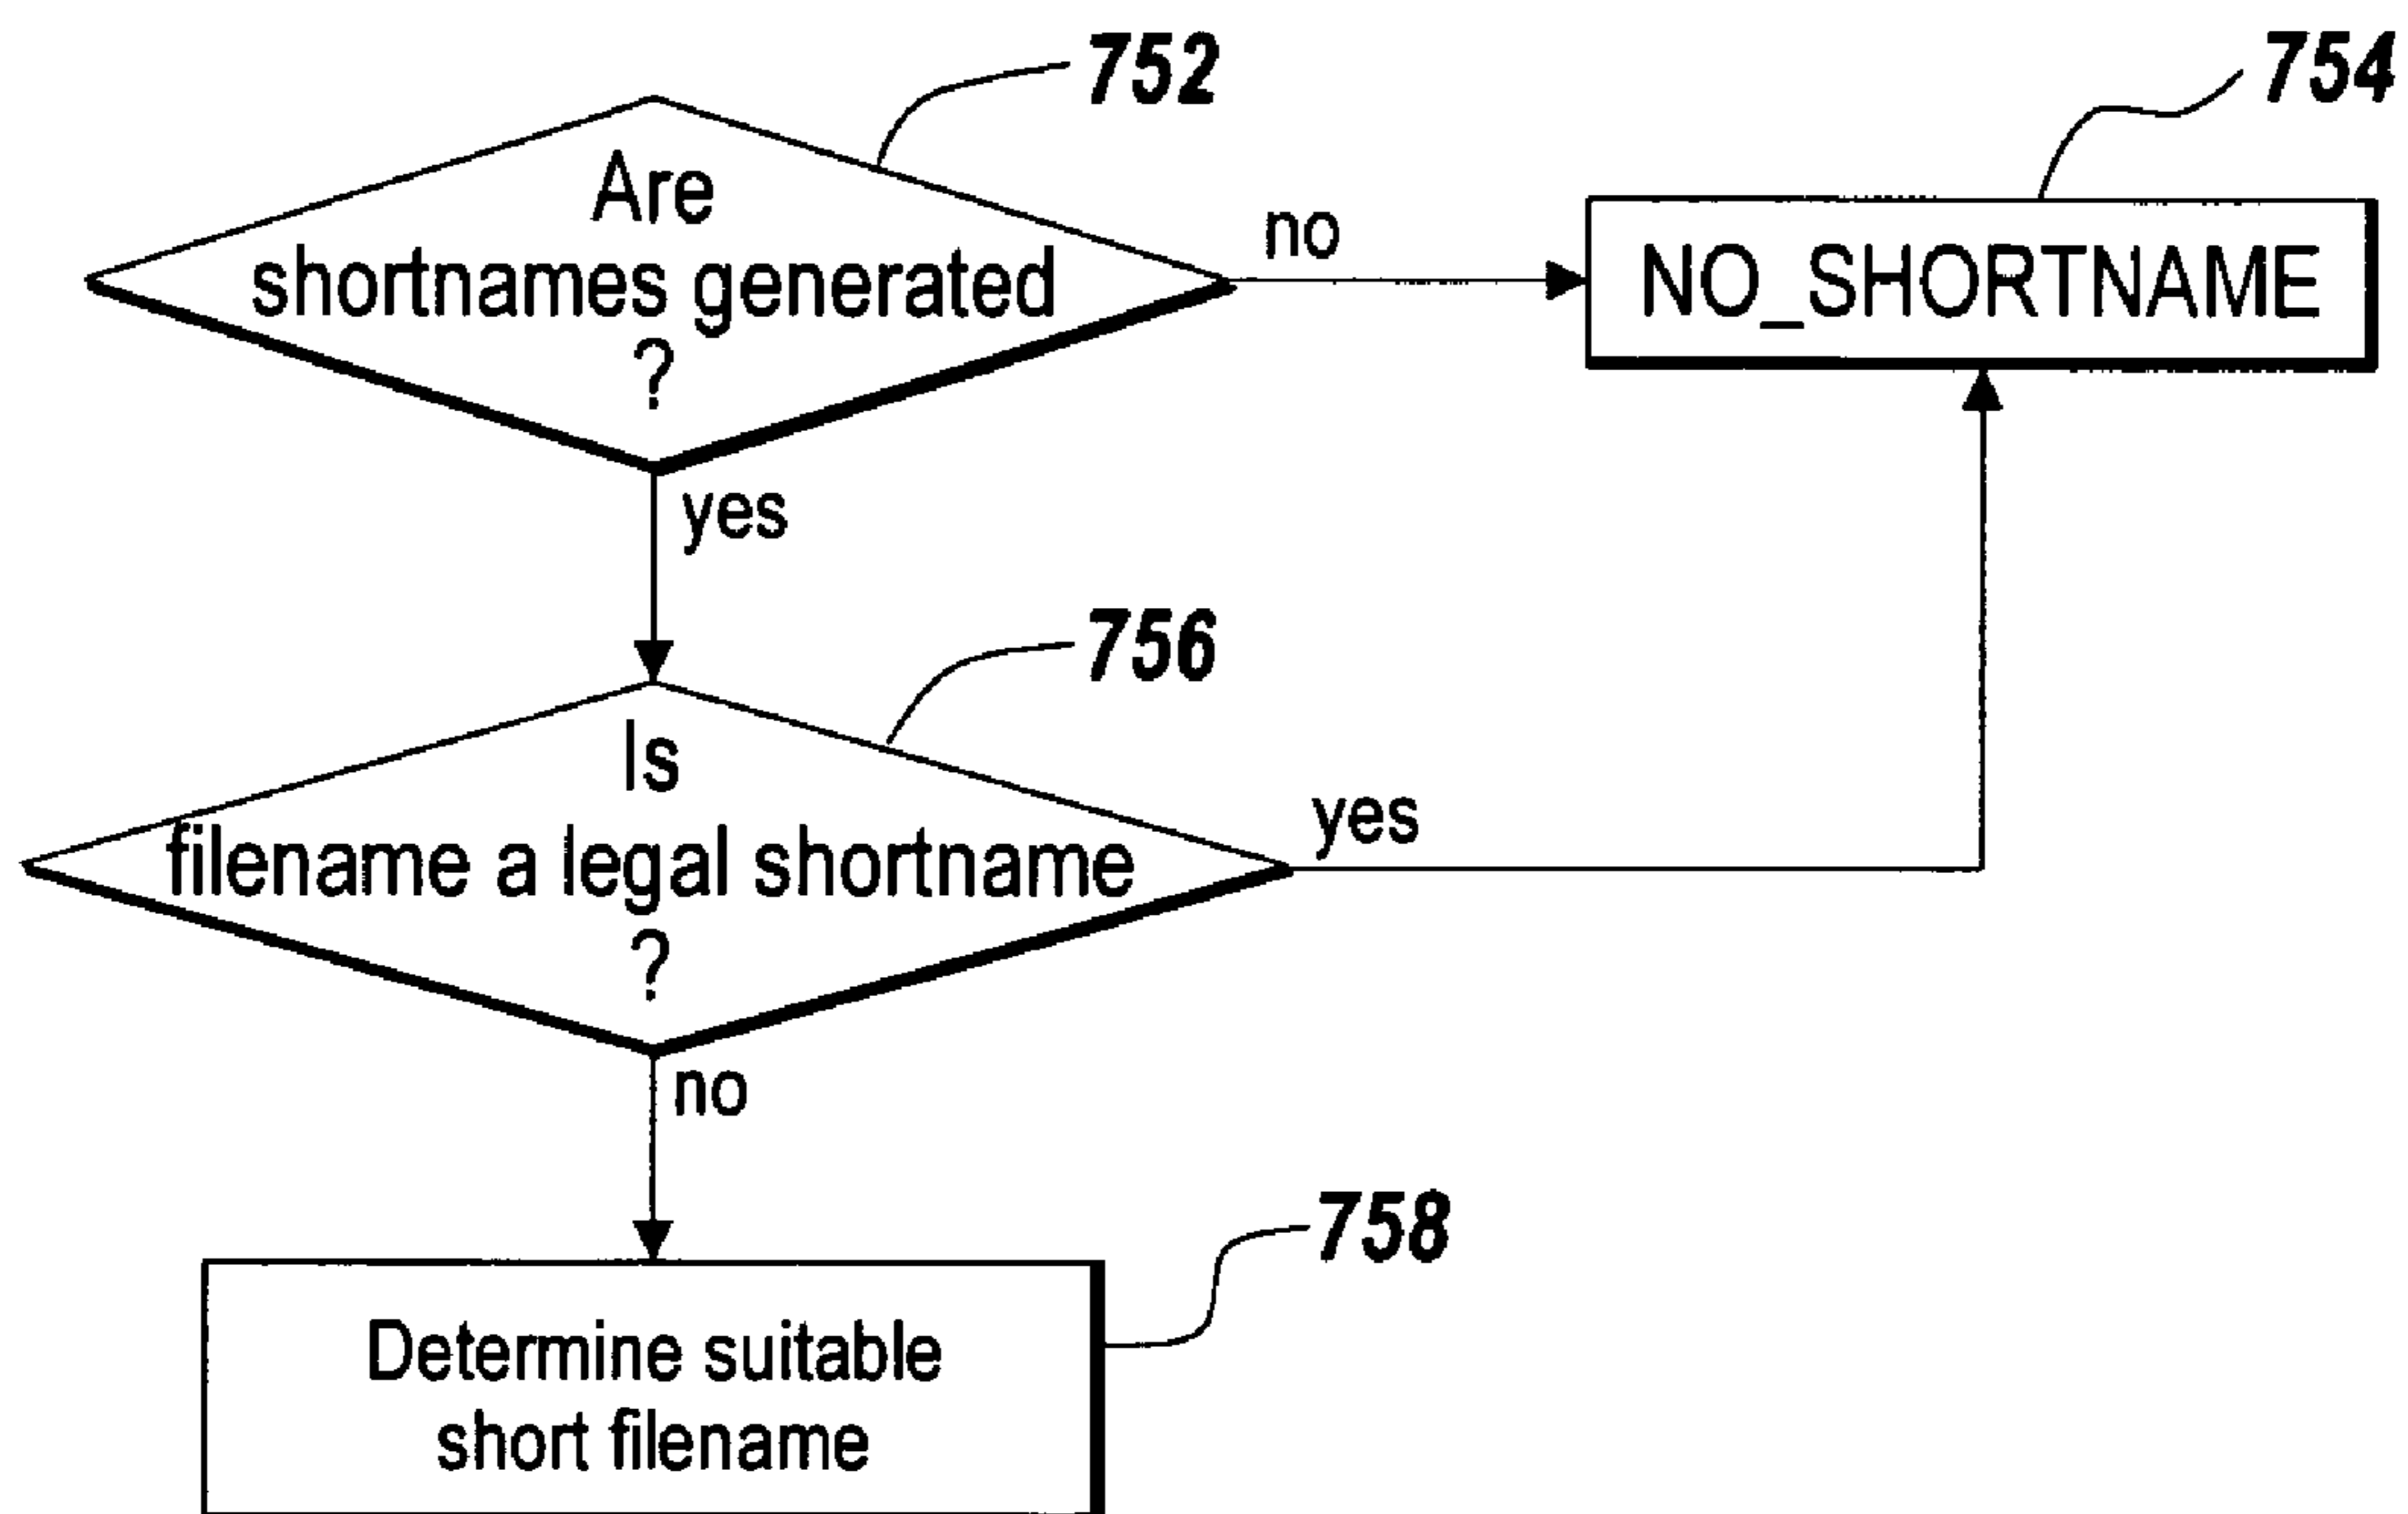 752
754
Are
shortnames generated
?
no
NO_SHORTNAME
yes
756
Is
filename a legal shortname
?
yes
no
758
Determine suitable
short filename